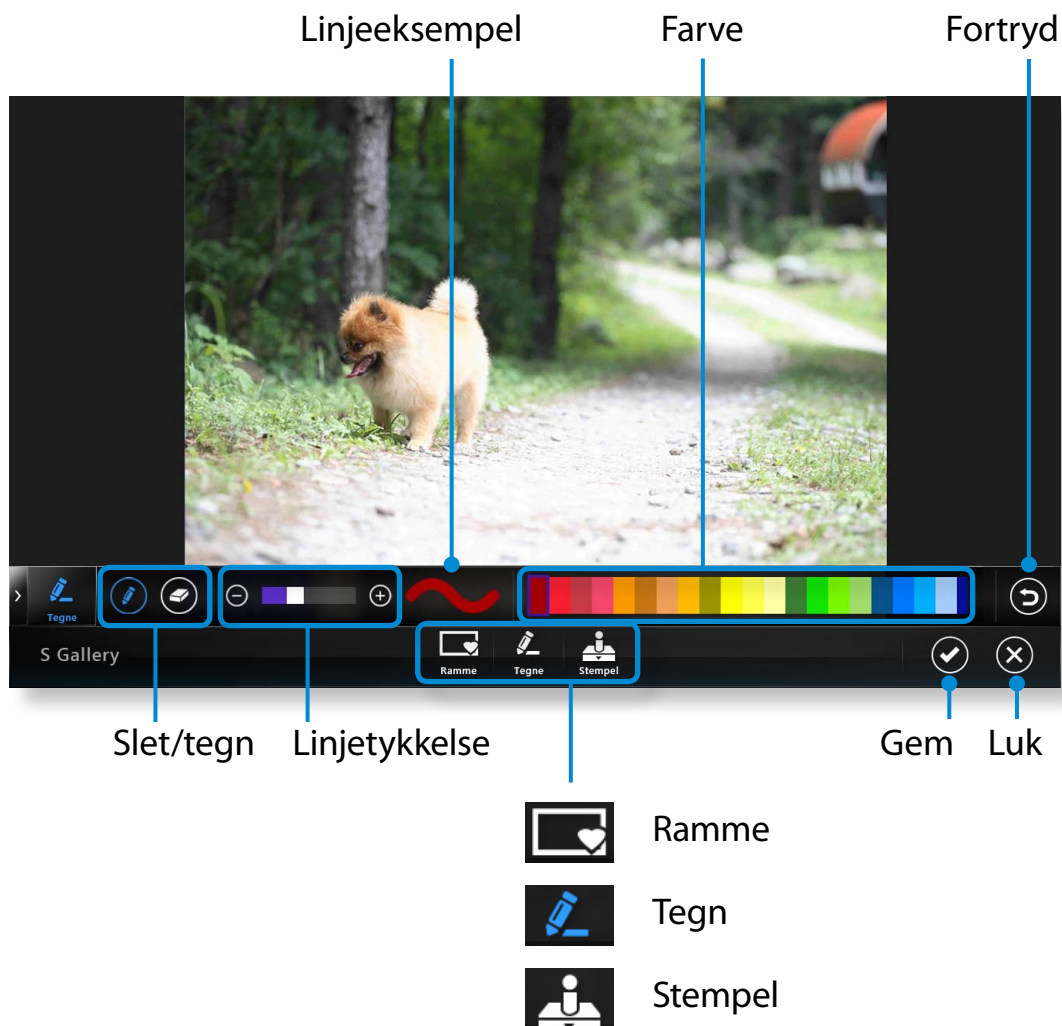 Linjeeksempel Farve Fortryd
Tegne
S Gallery
Ramme Tegne Stempel
Slet/tegn Linjetykkelse Gem Luk
Ramme
Tegn
Stempel